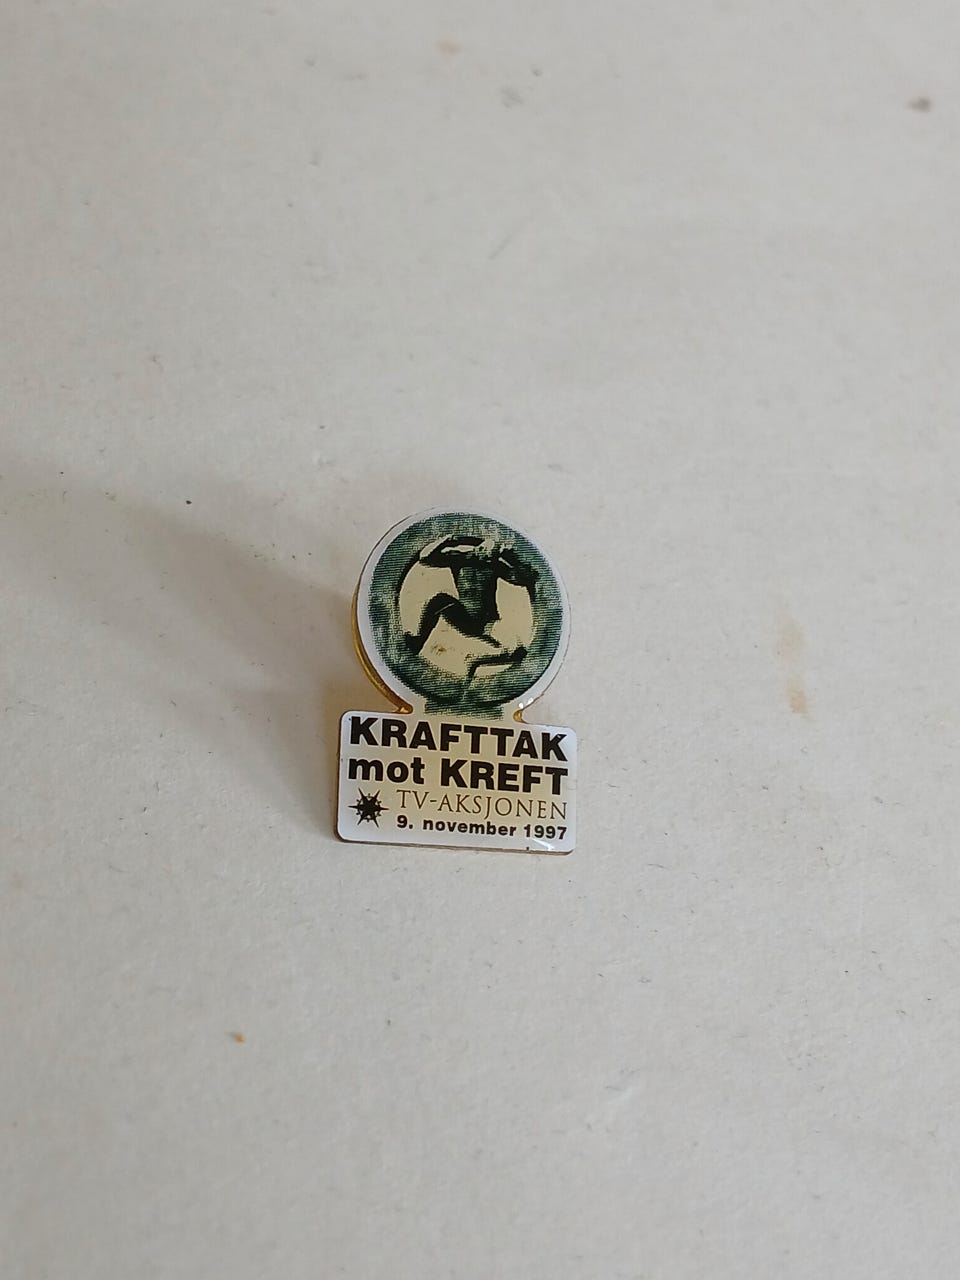 KRAFTTAK
mot KREFT
TV-AKSJONEN
9. november 1997